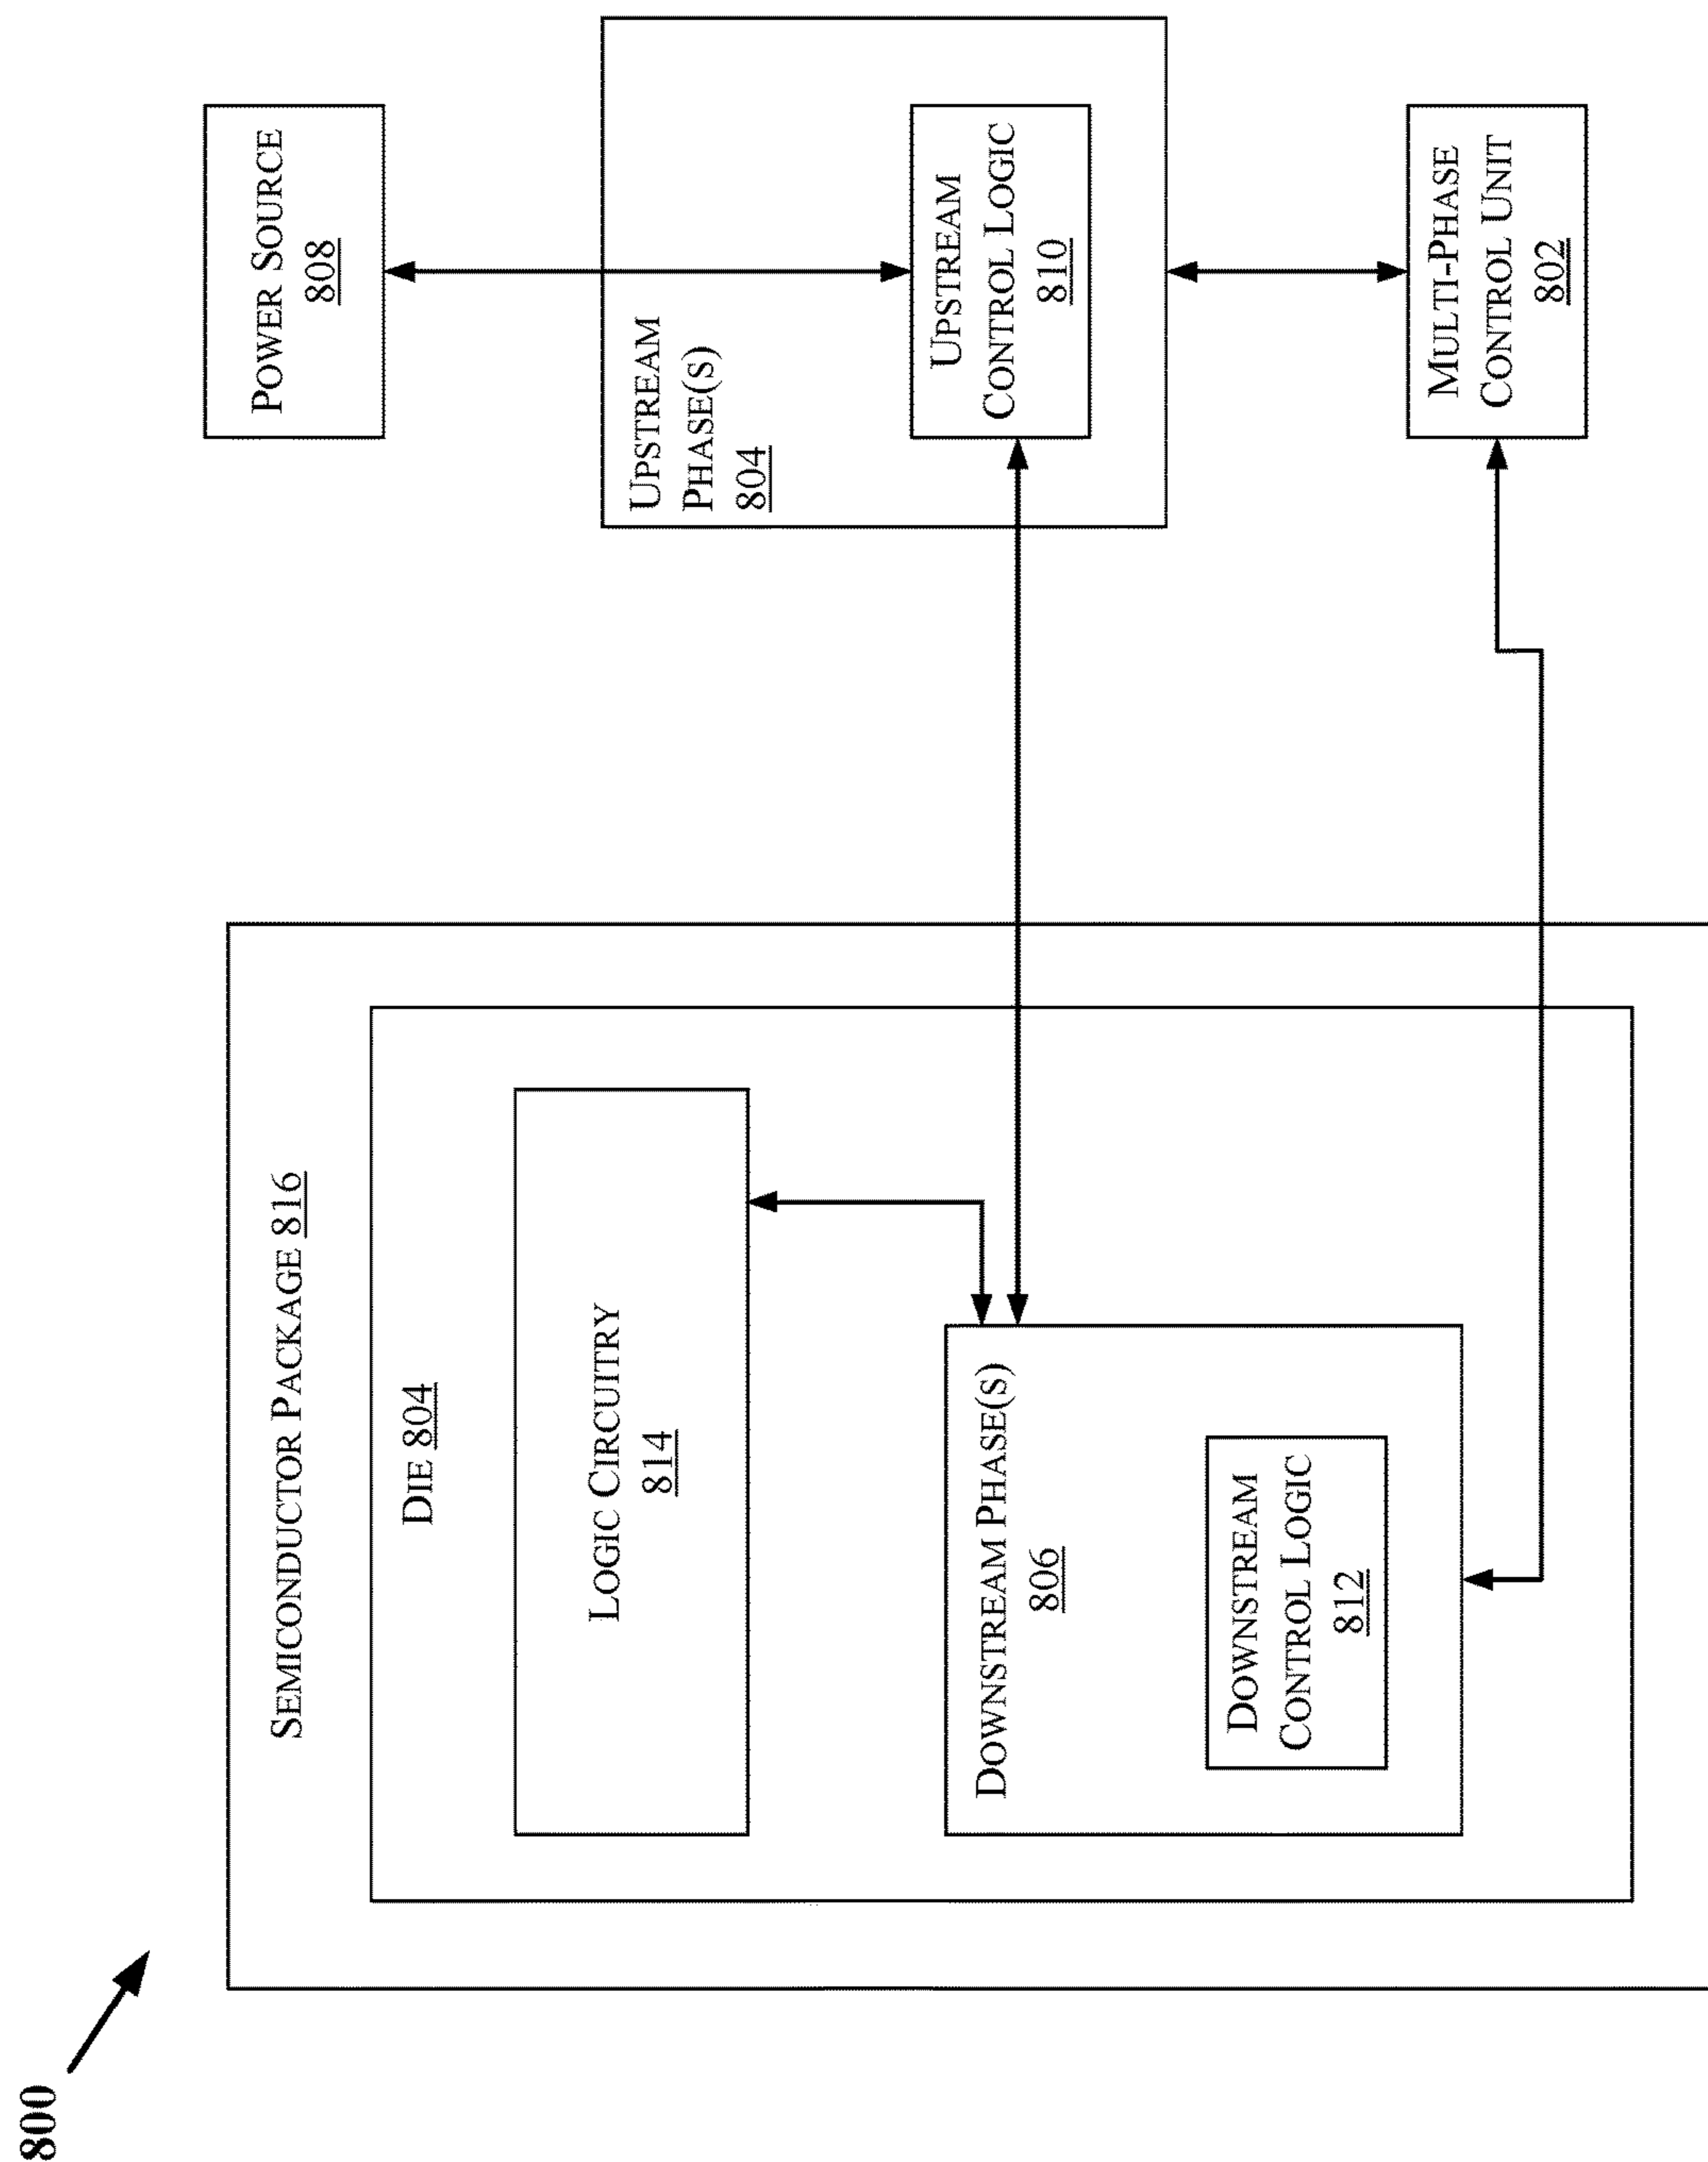 800
SEMICONDUCTOR PACKAGE 816
DIE 804
LOGIC CIRCUITRY
814
DOWNSTREAM PHASE(S)
806
DOWNSTREAM
CONTROL LOGIC
812
POWER SOURCE
808
UPSTREAM
PHASE(S)
804
UPSTREAM
CONTROL LOGIC
810
MULTI-PHASE
CONTROL UNIT
802